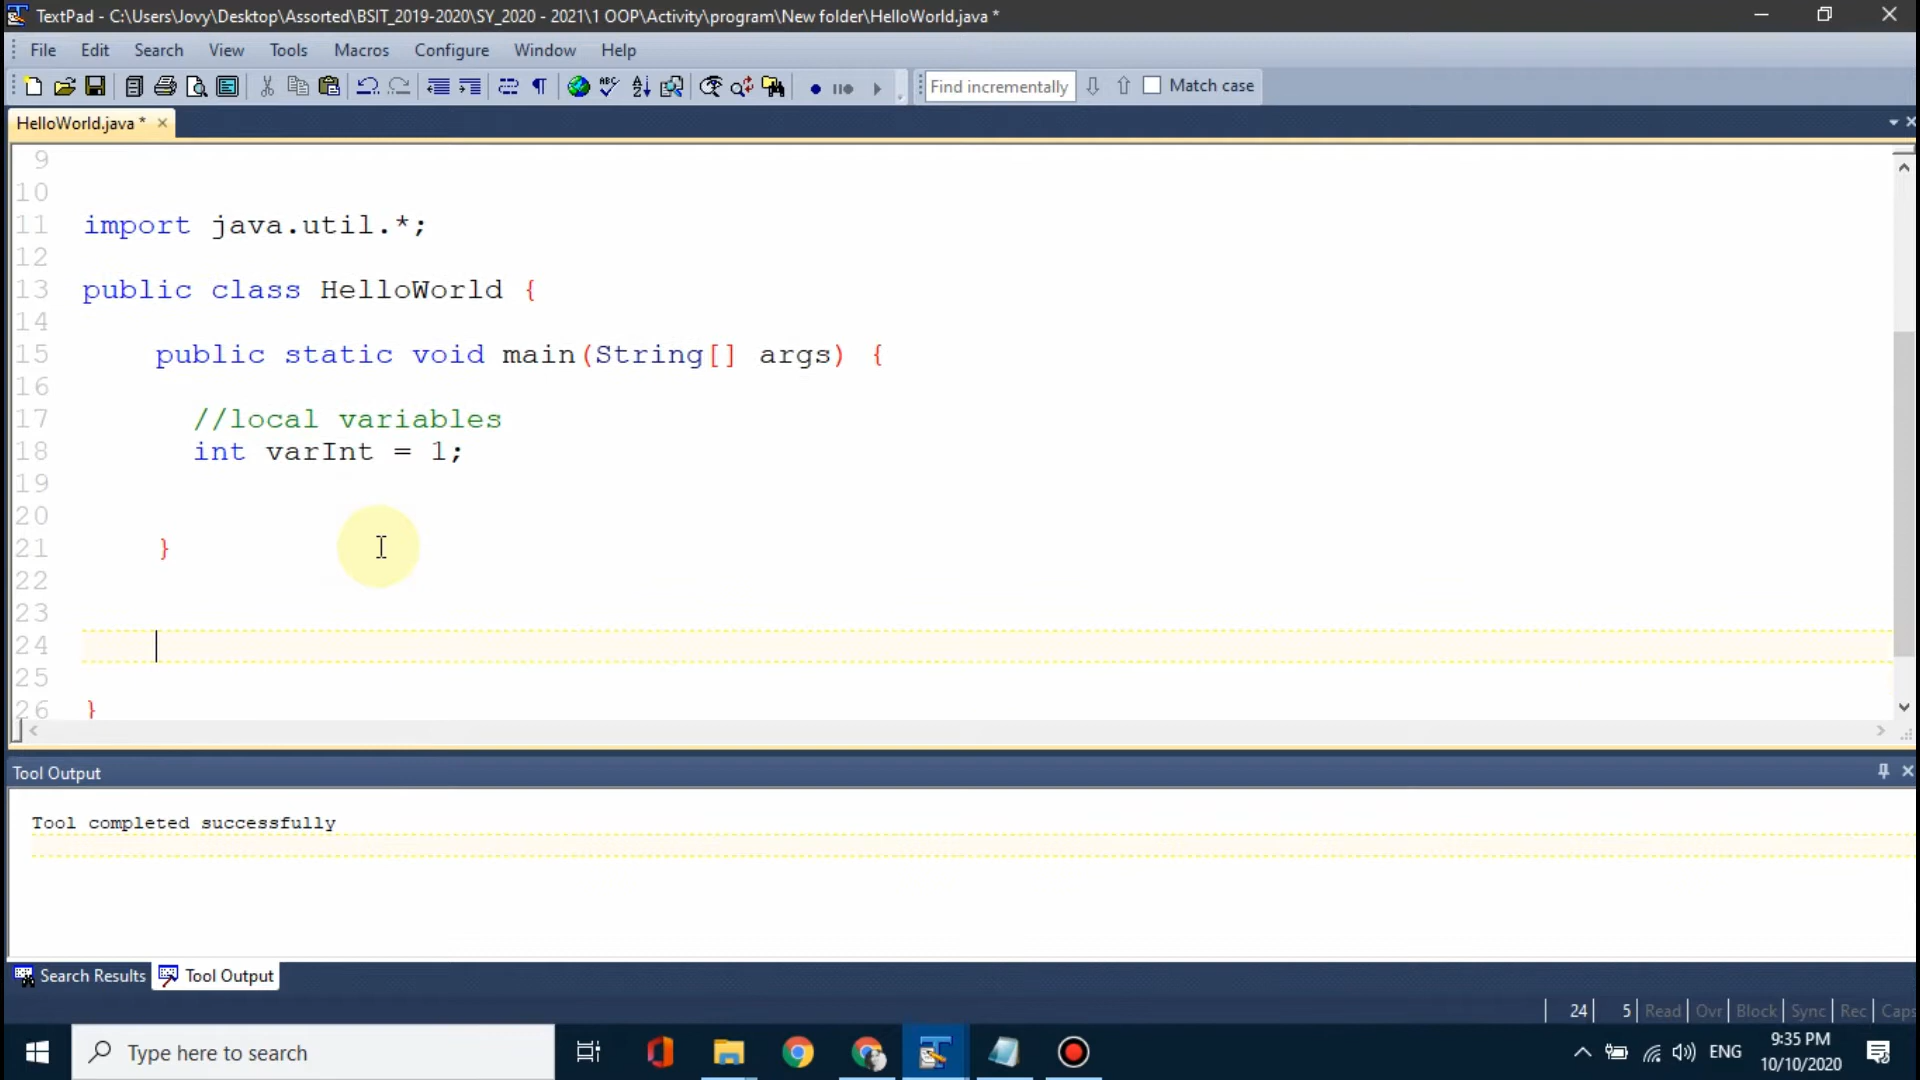 TextPad - C:\Users\Jovy\Desktop\Assorted\BSIT_2019-2020\SY_2020 - 2021\1 OOP\Activity\program\New folder\HelloWorld.java *
File Edit Search View Tools Macros Configure Window Help
Find incrementally Match case
HelloWorld.java *
9
10
11 import java.util.*;
12
13 public class HelloWorld {
14
15 public static void main(String[] args) {
16
17 //local variables
18 int varInt = 1;
19
20
21 }
22
23
24
25
26 }
Tool Output
Tool completed successfully
Search Results Tool Output
24 5 Read Ovr Block Sync Rec Caps
Type here to search
ENG
9:35 PM
10/10/2020